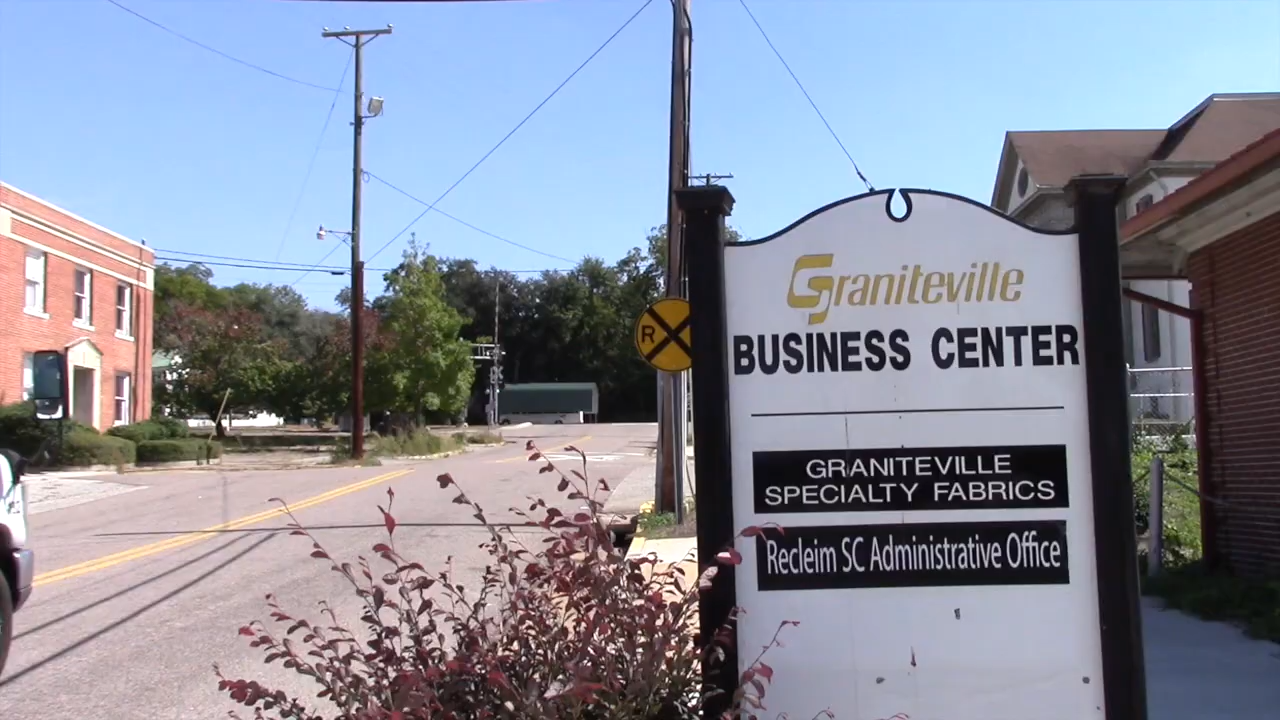 Graniteville
BUSINESS CENTER
GRANITEVILLE
SPECIALTY FABRICS
Recleim SC Administrative Office
R